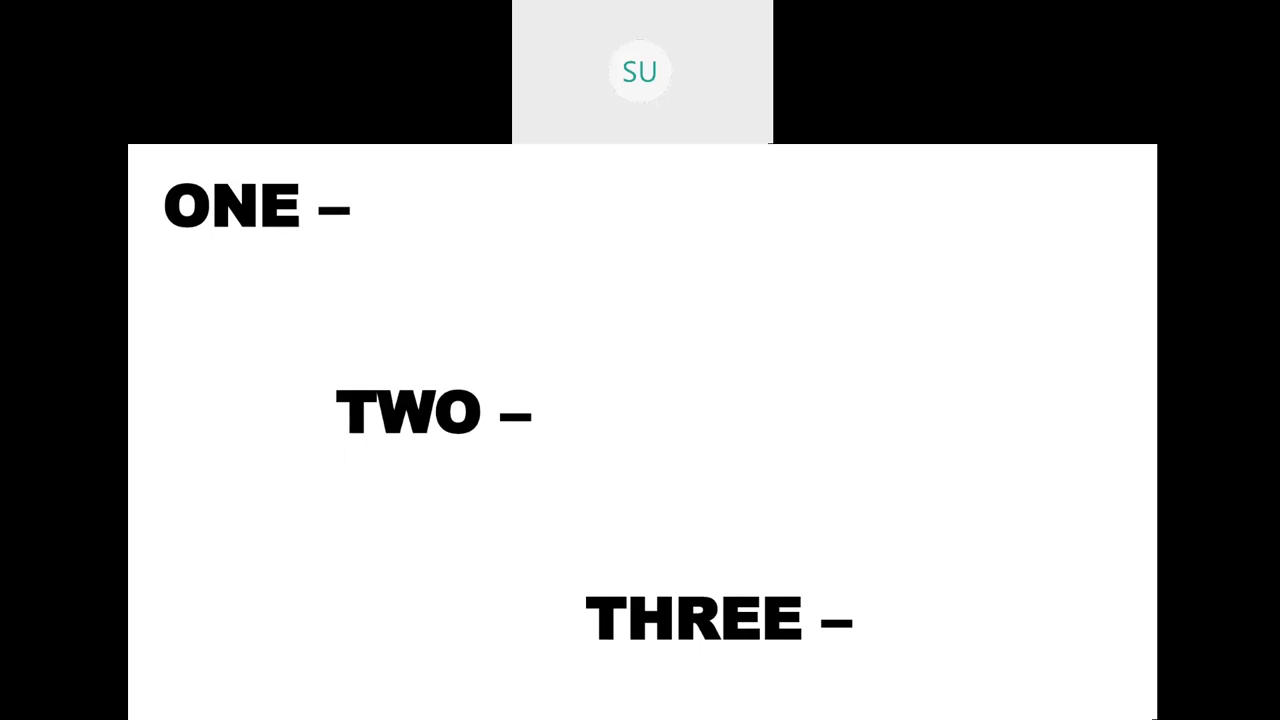 SU
ONE –
TWO –
THREE –